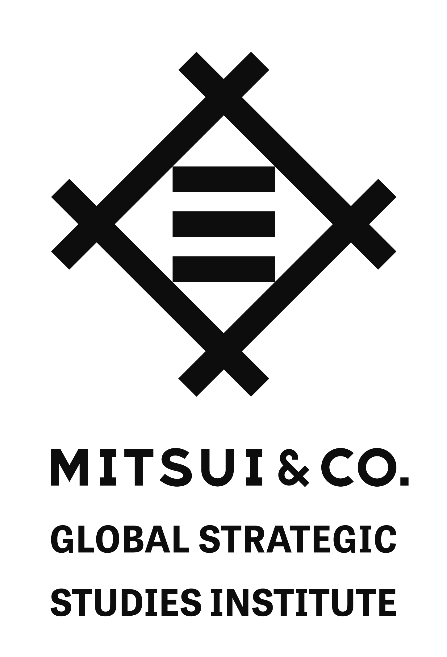 MITSUI & CO.
GLOBAL STRATEGIC
STUDIES INSTITUTE